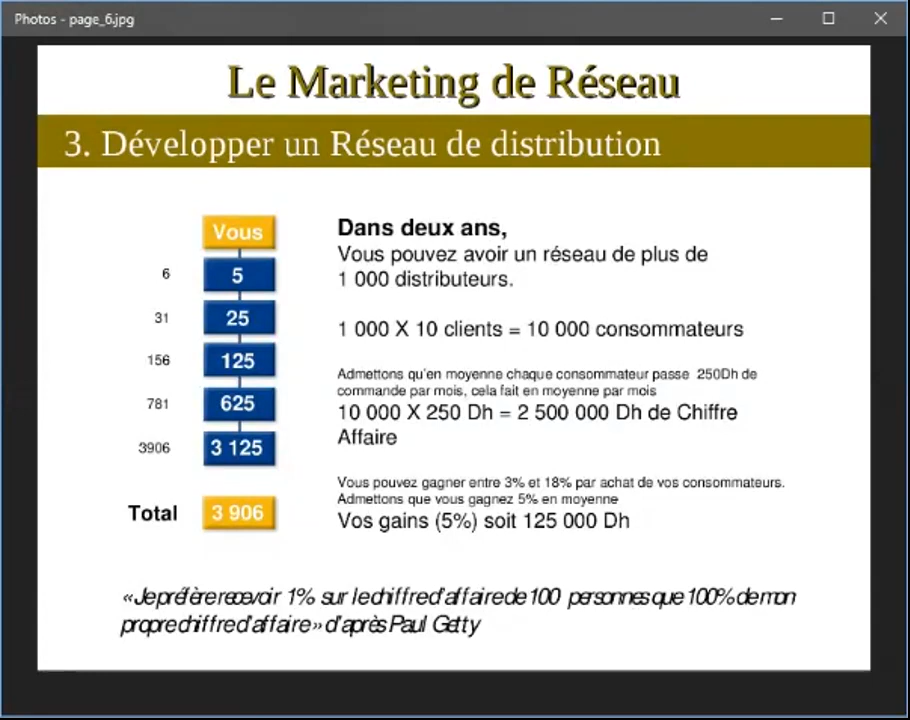 Photos - page_6.jpg
Le Marketing de Réseau
3. Développer un Réseau de distribution
Vous
6 5
31 25
156 125
781 625
3906 3 125
Total 3 906
Dans deux ans,
Vous pouvez avoir un réseau de plus de
1 000 distributeurs.
1 000 X 10 clients = 10 000 consommateurs
Admettons qu'en moyenne chaque consommateur passe 250Dh de
commande par mois, cela fait en moyenne par mois
10 000 X 250 Dh = 2 500 000 Dh de Chiffre
Affaire
Vous pouvez gagner entre 3% et 18% par achat de vos consommateurs.
Admettons que vous gagnez 5% en moyenne
Vos gains (5%) soit 125 000 Dh
« Je préfère recevoir 1% sur le chiffre d'affaire de 100 personnes que 100% de mon
propre chiffre d'affaire » d'après Paul Getty